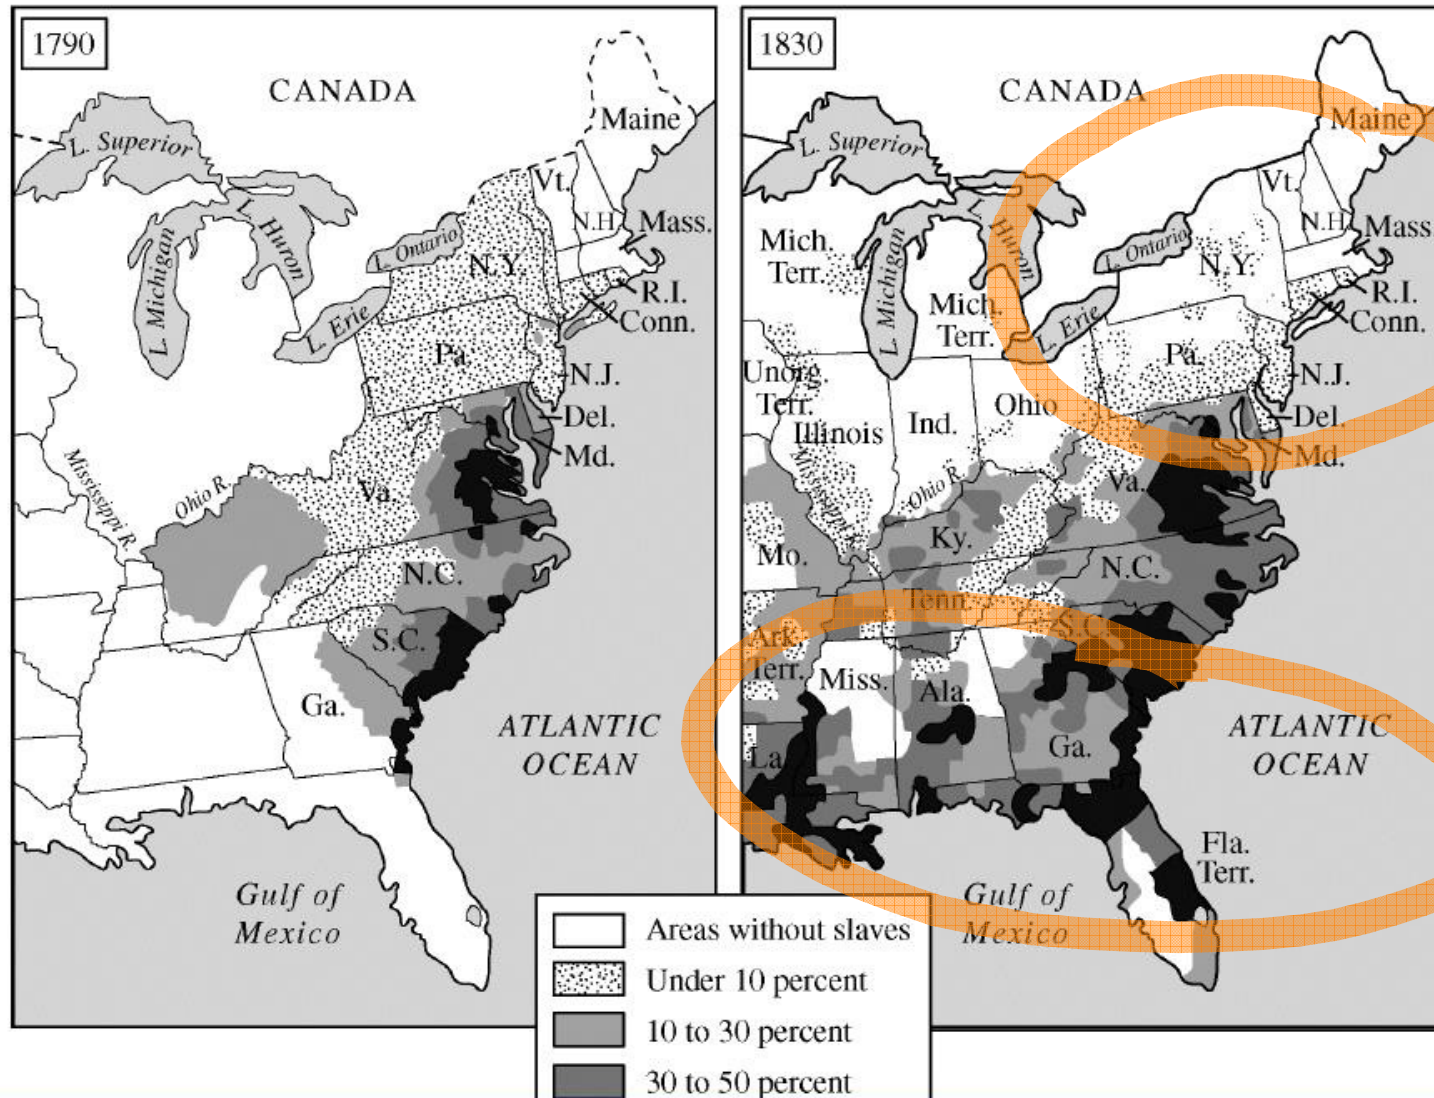 1790
CANADA
Maine
L. Superior
L. Huron
L. Michigan
L. Ontario
L. Erie
Vt.
N.H.
Mass.
N.Y.
R.I.
Conn.
Pa.
N.J.
Del.
Md.
Mississippi R.
Ohio R.
Va.
N.C.
S.C.
Ga.
ATLANTIC
OCEAN
Gulf of
Mexico
1830
CANADA
Maine
L. Superior
L. Huron
L. Michigan
L. Ontario
L. Erie
Vt.
N.H.
Mass.
Mich.
Terr.
Mich.
Terr.
N.Y.
R.I.
Conn.
Pa.
N.J.
Del.
Md.
Unorg.
Terr.
Illinois
Ind.
Ohio
Mississippi R.
Ohio R.
Va.
Mo.
Ky.
N.C.
Tenn.
S.C.
Ark.
Terr.
Miss.
Ala.
Ga.
La.
ATLANTIC
OCEAN
Fla.
Terr.
Gulf of
Mexico
Areas without slaves
Under 10 percent
10 to 30 percent
30 to 50 percent